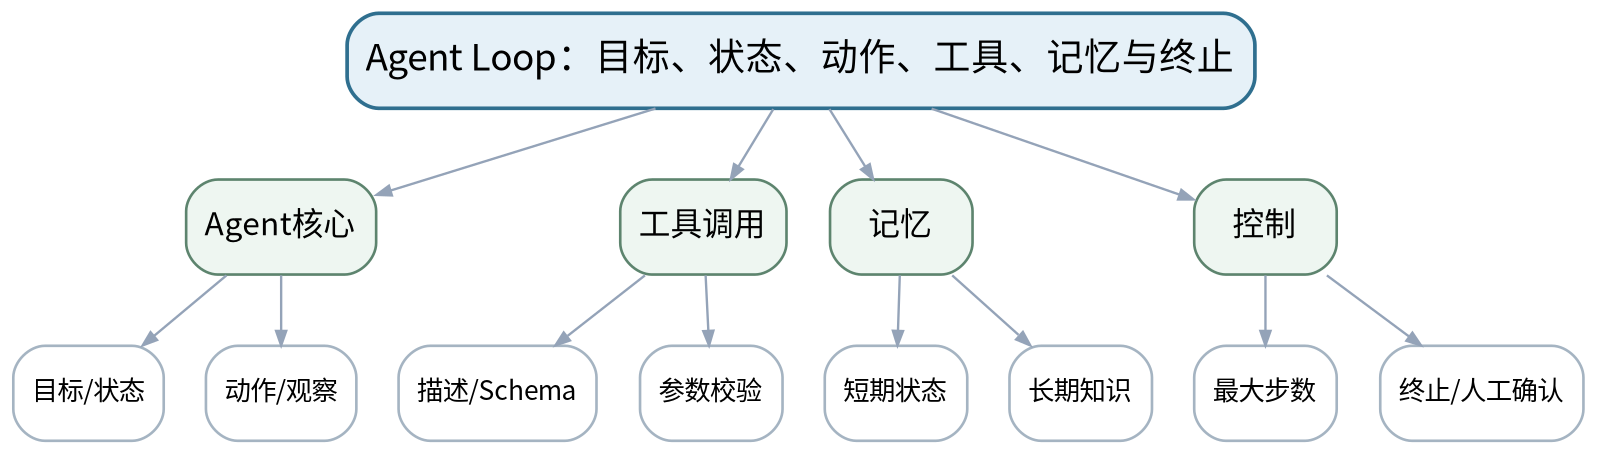 Agent Loop：目标、状态、动作、工具、记忆与终止
Agent核心
工具调用
记忆
控制
目标/状态
动作/观察
描述/Schema
参数校验
短期状态
长期知识
最大步数
终止/人工确认